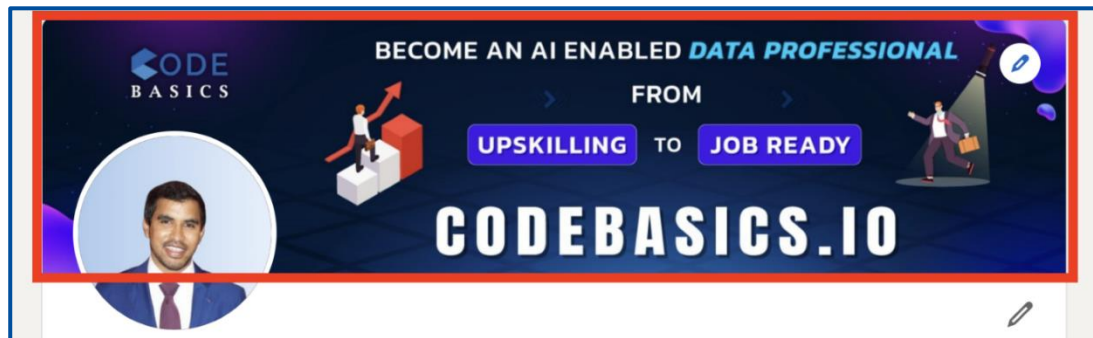 CODE
BASICS
BECOME AN AI ENABLED DATA PROFESSIONAL
FROM
UPSKILLING TO JOB READY
CODEBASICS.IO